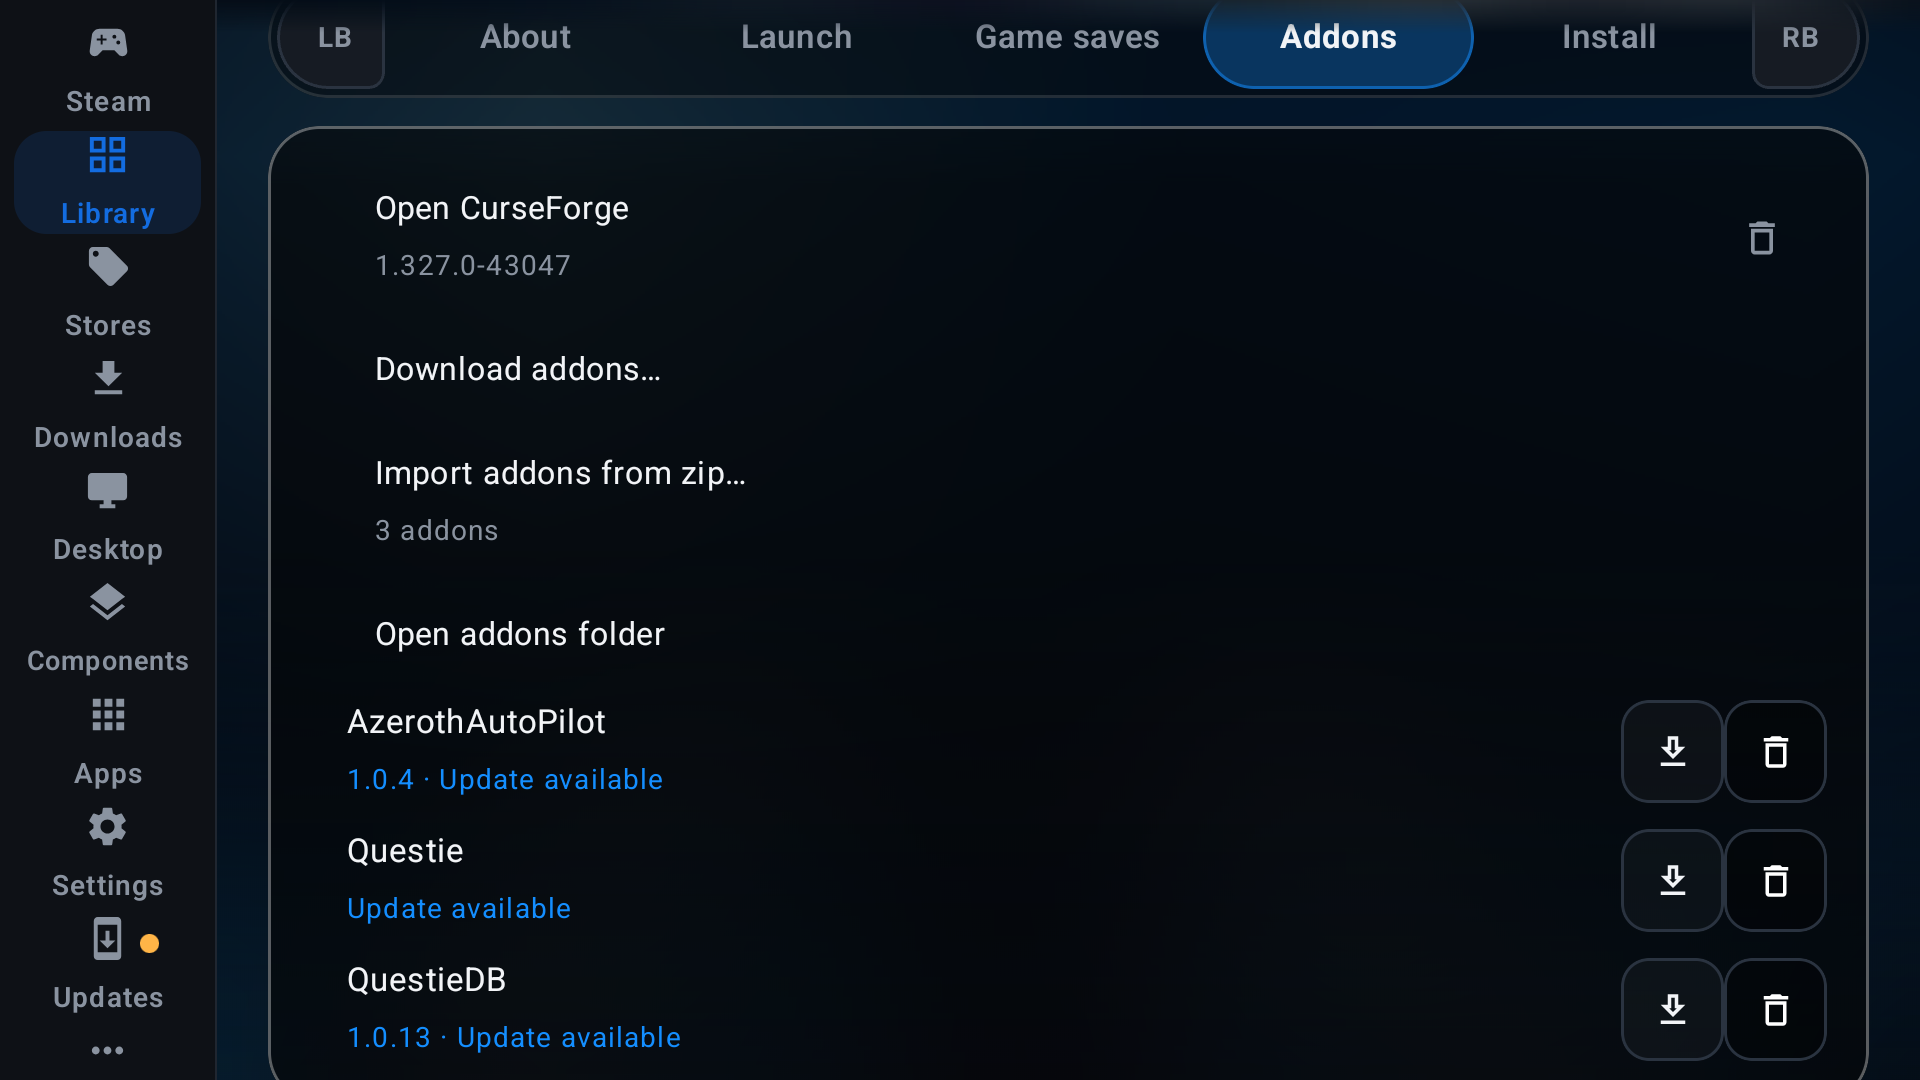 LB
About
Launch
Game saves
Addons
Install
RB
Steam
Library
Stores
Downloads
Desktop
Components
Apps
Settings
Updates
Open CurseForge
1.327.0-43047
Download addons…
Import addons from zip…
3 addons
Open addons folder
AzerothAutoPilot
1.0.4 · Update available
Questie
Update available
QuestieDB
1.0.13 · Update available